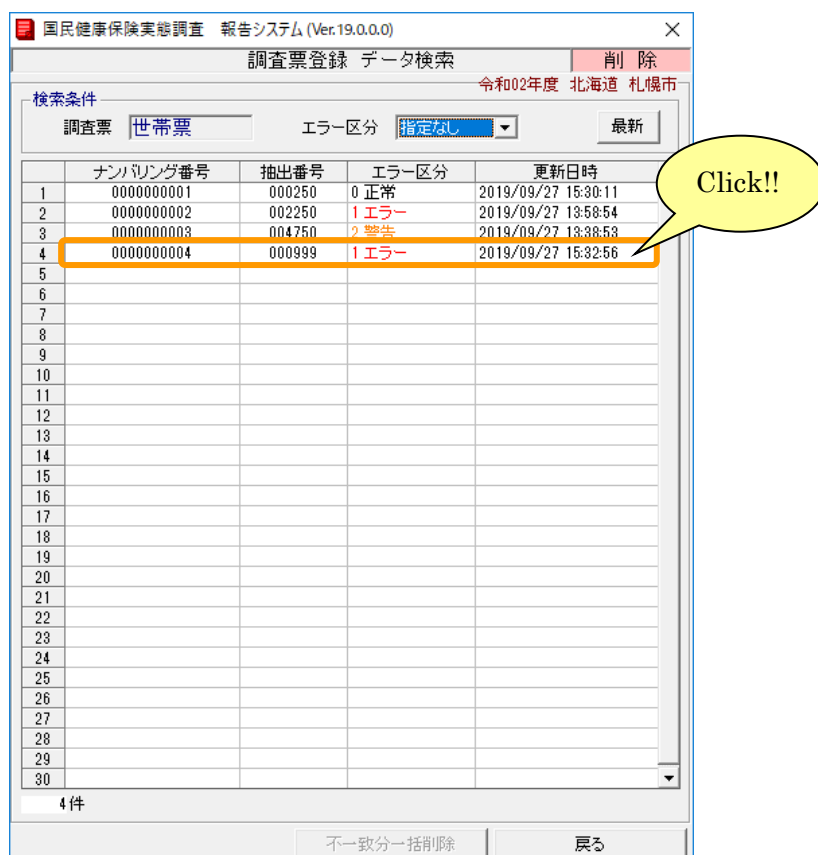 国民健康保険実態調査 報告システム (Ver.19.0.0.0)
調査票登録 データ検索 削 除
令和02年度 北海道 札幌市
検索条件
調査票 世帯票 エラー区分 指定なし 最新
ナンバリング番号 抽出番号 エラー区分 更新日時
1 0000000001 000250 0 正常 2019/09/27 15:30:11
2 0000000002 002250 1 エラー 2019/09/27 13:58:54
3 0000000003 004750 2 警告 2019/09/27 13:38:53
4 0000000004 000999 1 エラー 2019/09/27 15:32:56
Click!!
5
6
7
8
9
10
11
12
13
14
15
16
17
18
19
20
21
22
23
24
25
26
27
28
29
30
4件
不一致分一括削除 戻る